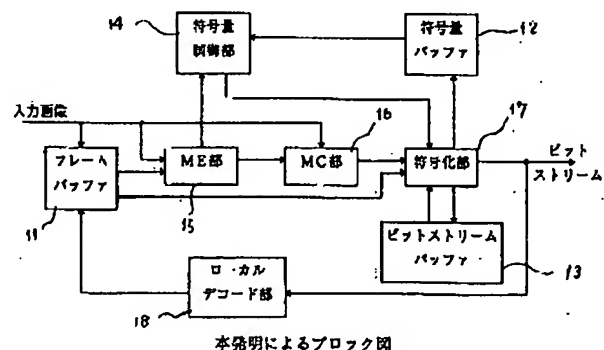 14
符号量
制御部
符号量
バッファ
12
入力画像
16
17
フレーム
バッファ
ME部
MC部
符号化部
ビット
ストリーム
11
15
ビットストリーム
バッファ
13
ローカル
デコード部
18
本発明によるブロック図